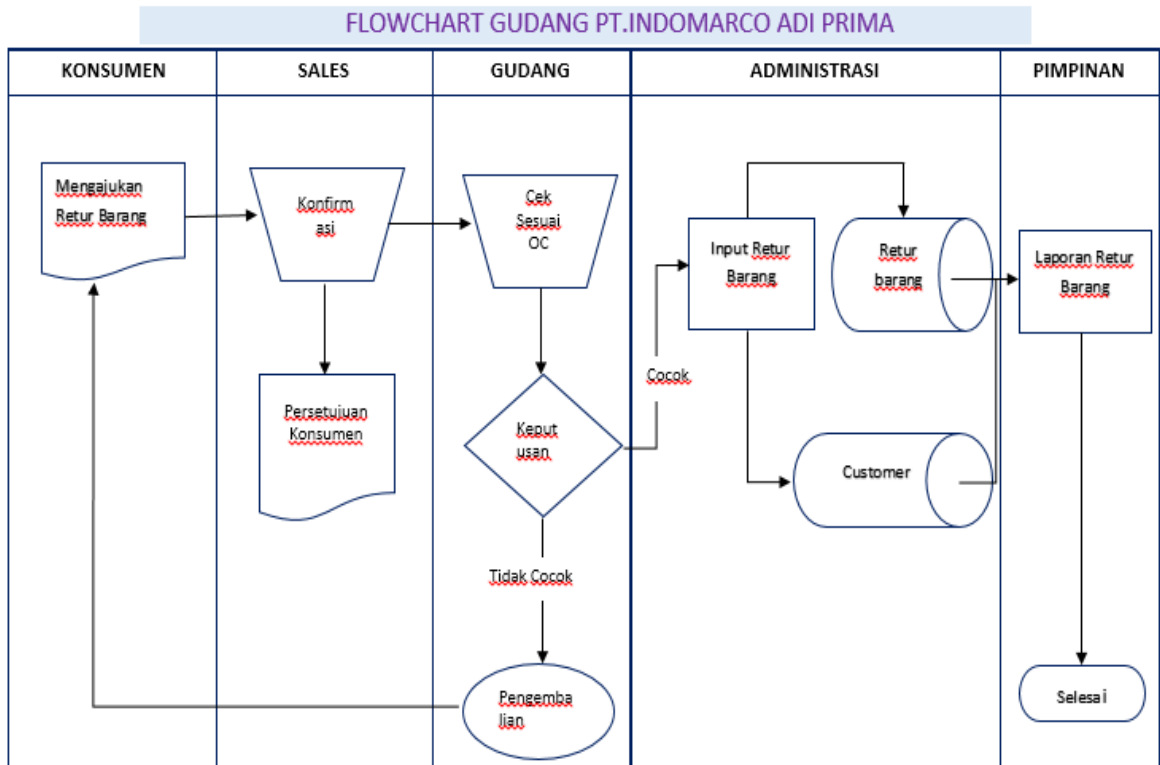 FLOWCHART GUDANG PT.INDOMARCO ADI PRIMA
KONSUMEN
SALES
GUDANG
ADMINISTRASI
PIMPINAN
Mengajukan
Retur Barang
Konfirm
asi
Cek
Sesuai
OC
Input Retur
Barang
Retur
barang
Laporan Retur
Barang
Cocok
Persetujuan
Konsumen
Keput
usan
Customer
Tidak Cocok
Pengemba
lian
Selesai